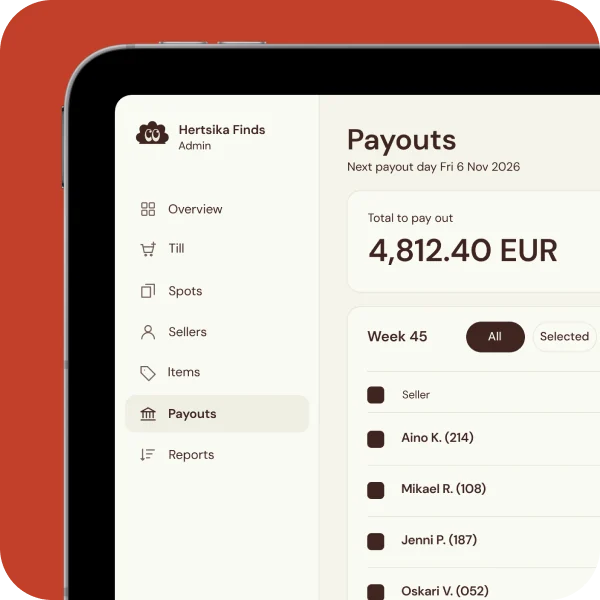 Hertsika Finds
Admin
Overview
Till
Spots
Sellers
Items
Payouts
Reports
Payouts
Next payout day Fri 6 Nov 2026
Total to pay out
4,812.40 EUR
Week 45
All
Selected
Seller
Aino K. (214)
Mikael R. (108)
Jenni P. (187)
Oskari V. (052)